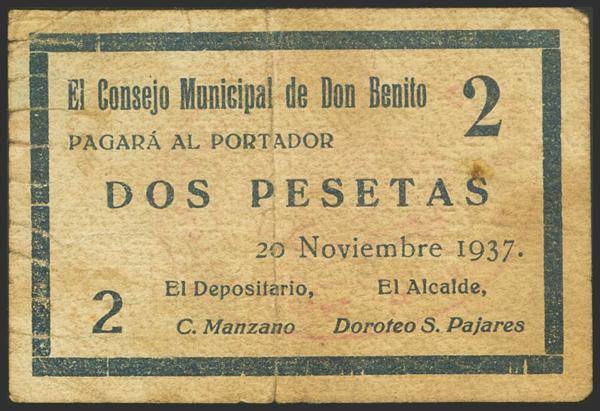 El Consejo Municipal de Don Benito
2
PAGARÁ AL PORTADOR
DOS PESETAS
20 Noviembre 1937.
El Depositario, El Alcalde,
2
C. Manzano Doroteo S. Pajares